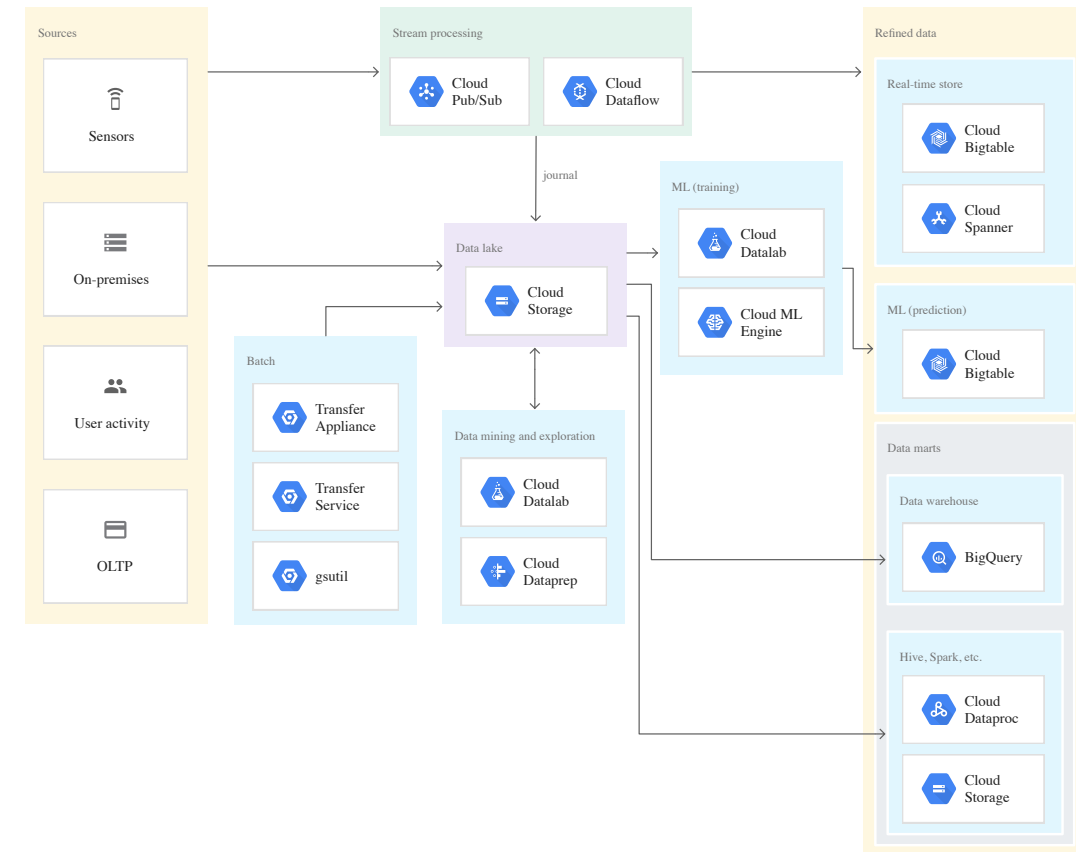 Sources
Sensors
On-premises
User activity
OLTP
Stream processing
Cloud
Pub/Sub
Cloud
Dataflow
journal
Data lake
Cloud
Storage
Batch
Transfer
Appliance
Transfer
Service
gsutil
Data mining and exploration
Cloud
Datalab
Cloud
Dataprep
ML (training)
Cloud
Datalab
Cloud ML
Engine
Refined data
Real-time store
Cloud
Bigtable
Cloud
Spanner
ML (prediction)
Cloud
Bigtable
Data marts
Data warehouse
BigQuery
Hive, Spark, etc.
Cloud
Dataproc
Cloud
Storage